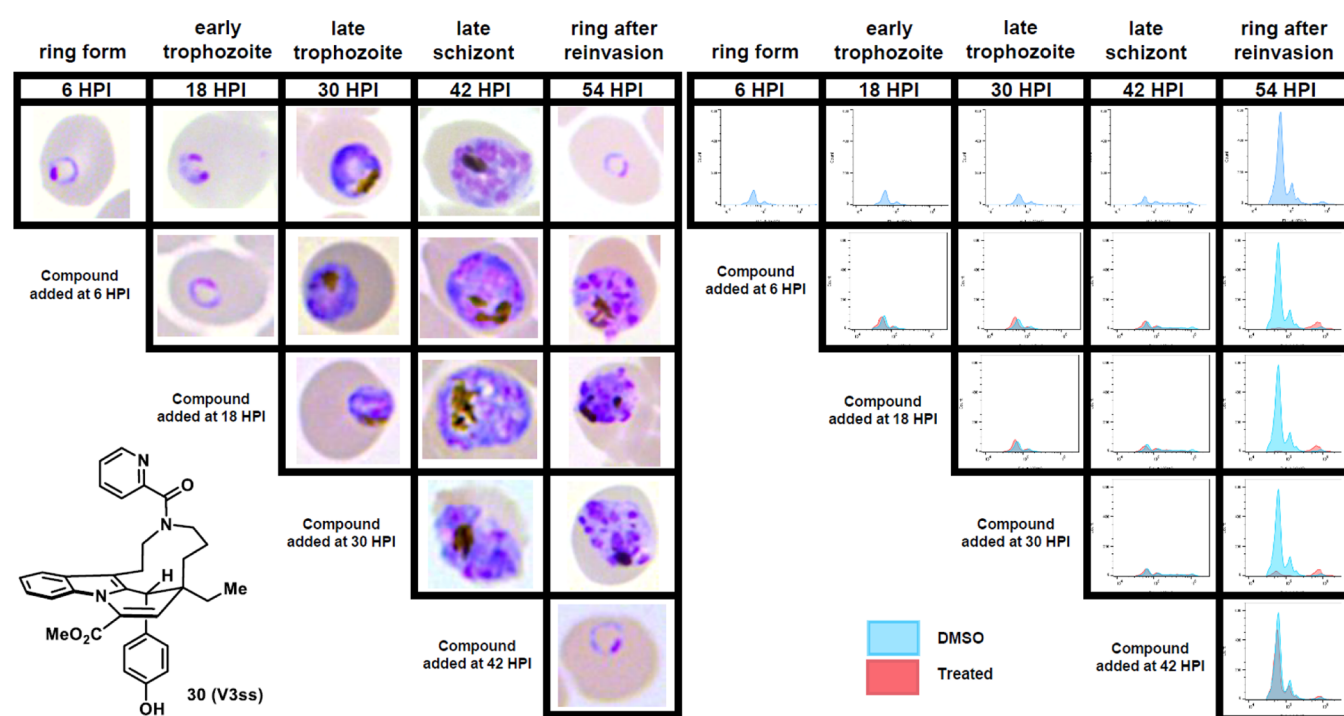 ring form
early
trophozoite
late
trophozoite
late
schizont
ring after
reinvasion
6 HPI
18 HPI
30 HPI
42 HPI
54 HPI
Compound
added at 6 HPI
Compound
added at 18 HPI
Compound
added at 30 HPI
Compound
added at 42 HPI
N
O
N
H
N
Me
MeO2C
OH
30 (V3ss)
ring form
early
trophozoite
late
trophozoite
late
schizont
ring after
reinvasion
6 HPI
18 HPI
30 HPI
42 HPI
54 HPI
Compound
added at 6 HPI
Compound
added at 18 HPI
Compound
added at 30 HPI
Compound
added at 42 HPI
DMSO
Treated